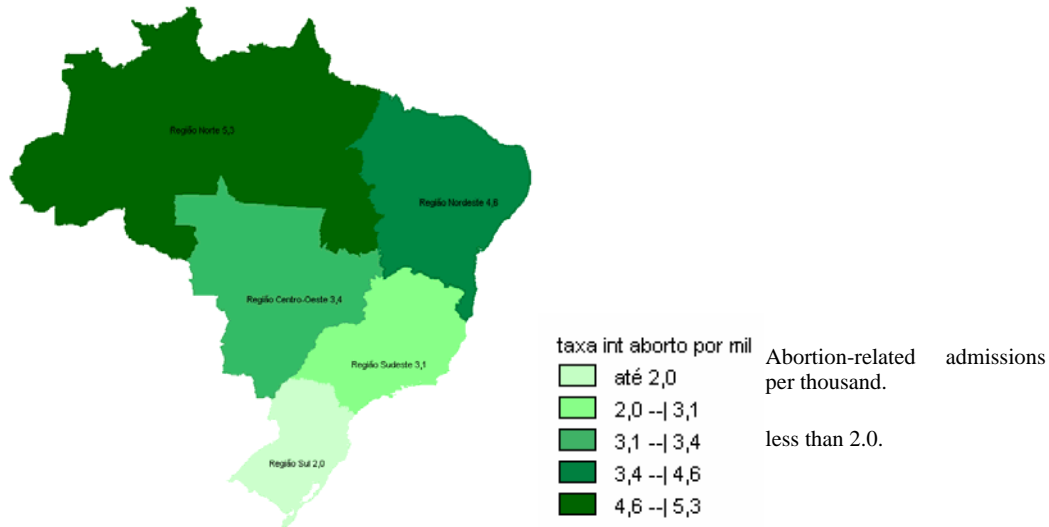 Região Norte 5,3
Região Nordeste 4,6
Região Centro-Oeste 3,4
Região Sudeste 3,1
Região Sul 2,0
taxa int aborto por mil
até 2,0
2,0 --| 3,1
3,1 --| 3,4
3,4 --| 4,6
4,6 --| 5,3
Abortion-related admissions
per thousand.
less than 2.0.